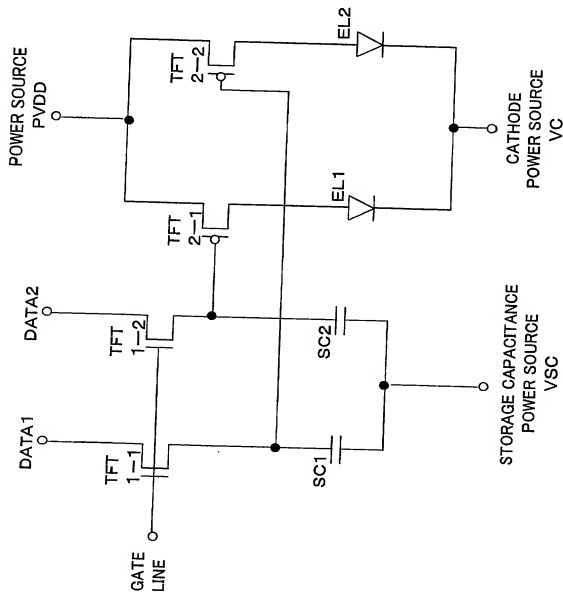 POWER SOURCE
PVDD
DATA1
DATA2
TFT
1—1
TFT
1—2
TFT
2—1
TFT
2—2
GATE
LINE
SC1
SC2
EL1
EL2
STORAGE CAPACITANCE
POWER SOURCE
VSC
CATHODE
POWER SOURCE
VC